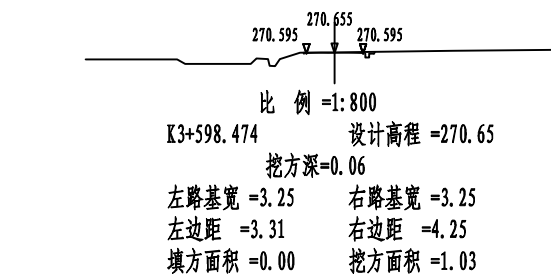 270.655
270.595 270.595
比 例 =1:800
K3+598.474 设计高程 =270.65
挖方深=0.06
左路基宽 =3.25 右路基宽 =3.25
左边距 =3.31 右边距 =4.25
填方面积 =0.00 挖方面积 =1.03